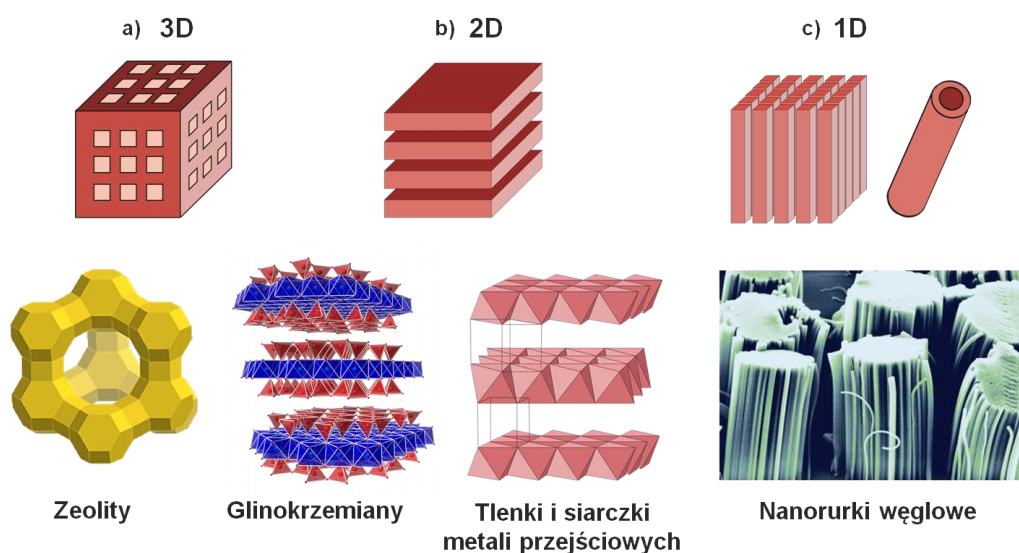 a) 3D
b) 2D
c) 1D
Zeolity
Glinokrzemiany
Tlenki i siarczki
metali przejściowych
Nanorurki węglowe